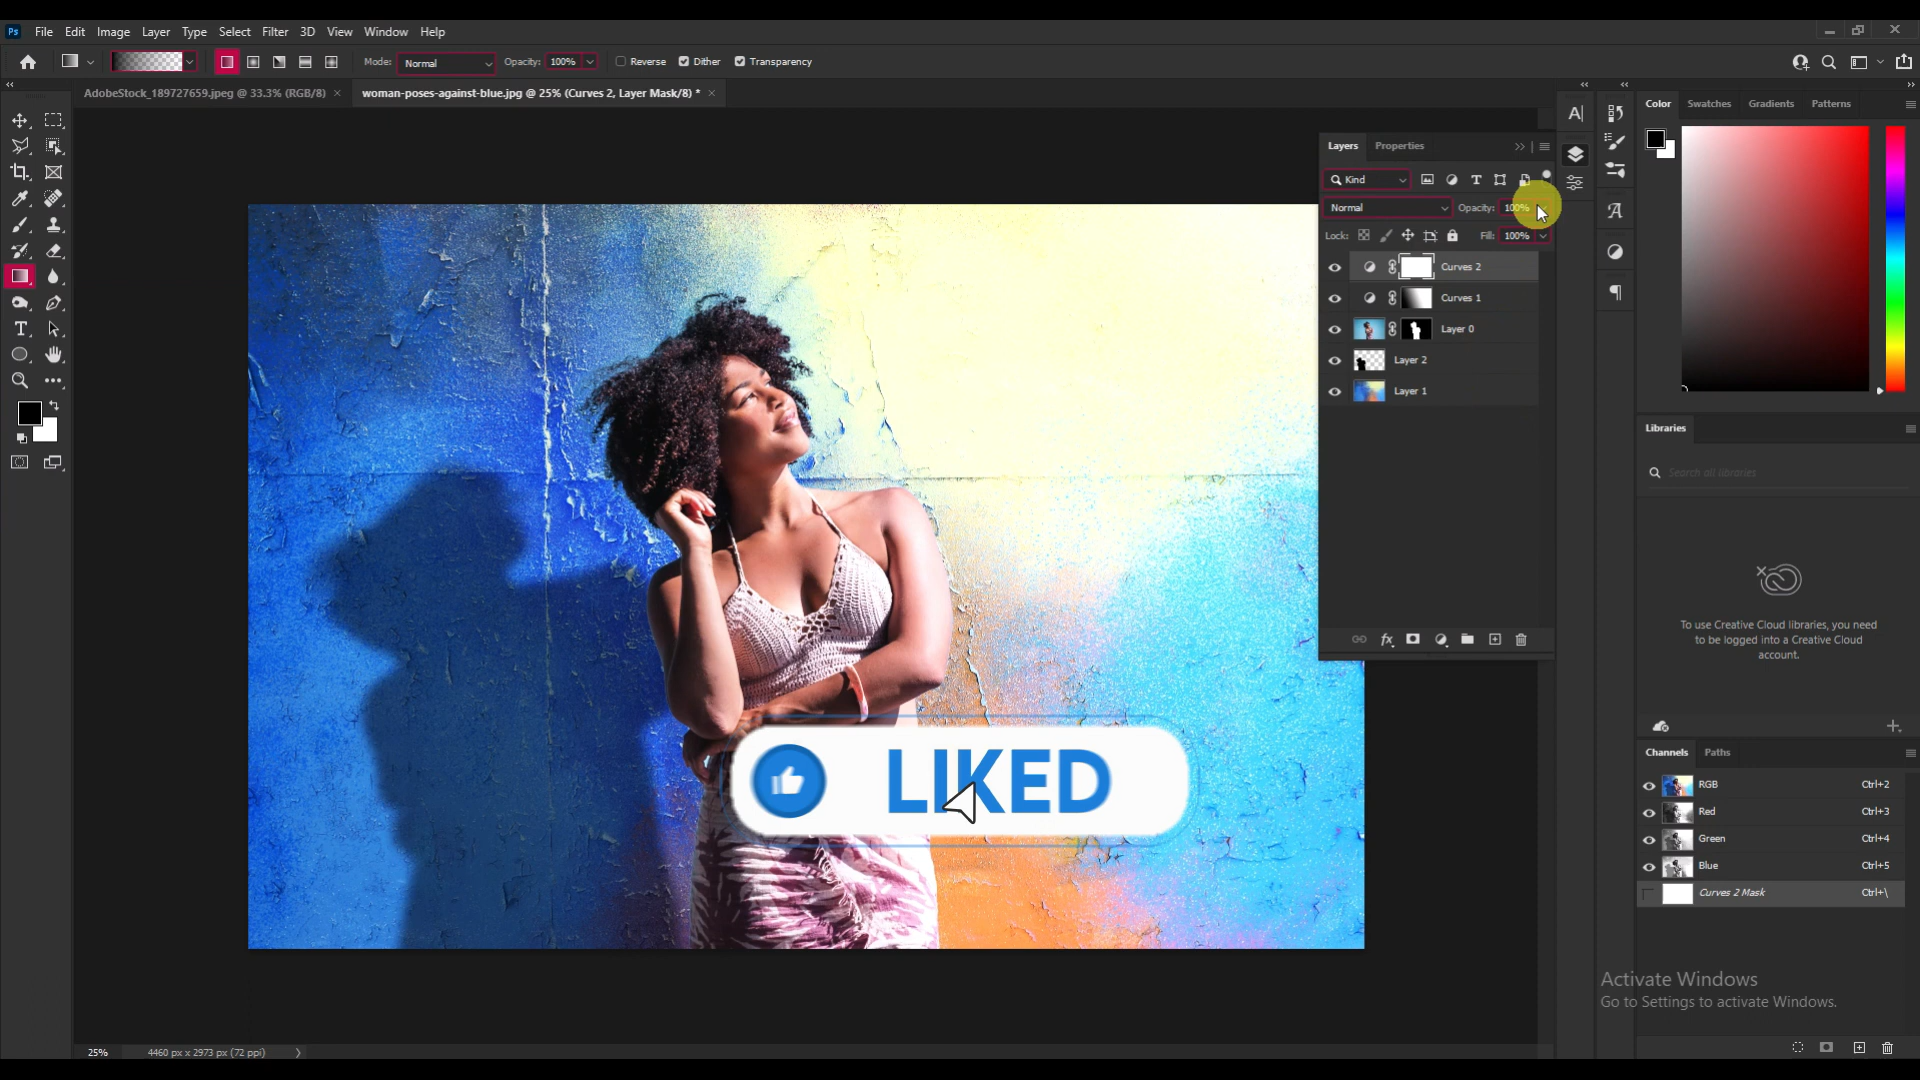 Ps File Edit Image Layer Type Select Filter 3D View Window Help
Mode: Normal Opacity: 100% Reverse Dither Transparency
AdobeStock_189727659.jpeg @ 33.3% (RGB/8) × woman-poses-against-blue.jpg @ 25% (Curves 2, Layer Mask/8) * ×
Color Swatches Gradients Patterns
Layers Properties
Kind
Normal Opacity: 100%
Lock: Fill: 100%
Curves 2
Curves 1
Layer 0
Layer 2
Layer 1
Libraries
Search all libraries
To use Creative Cloud libraries, you need
to be logged into a Creative Cloud
account.
LIKED
Channels Paths
RGB Ctrl+2
Red Ctrl+3
Green Ctrl+4
Blue Ctrl+5
Curves 2 Mask Ctrl+\
Activate Windows
Go to Settings to activate Windows.
25% 4460 px x 2973 px (72 ppi)